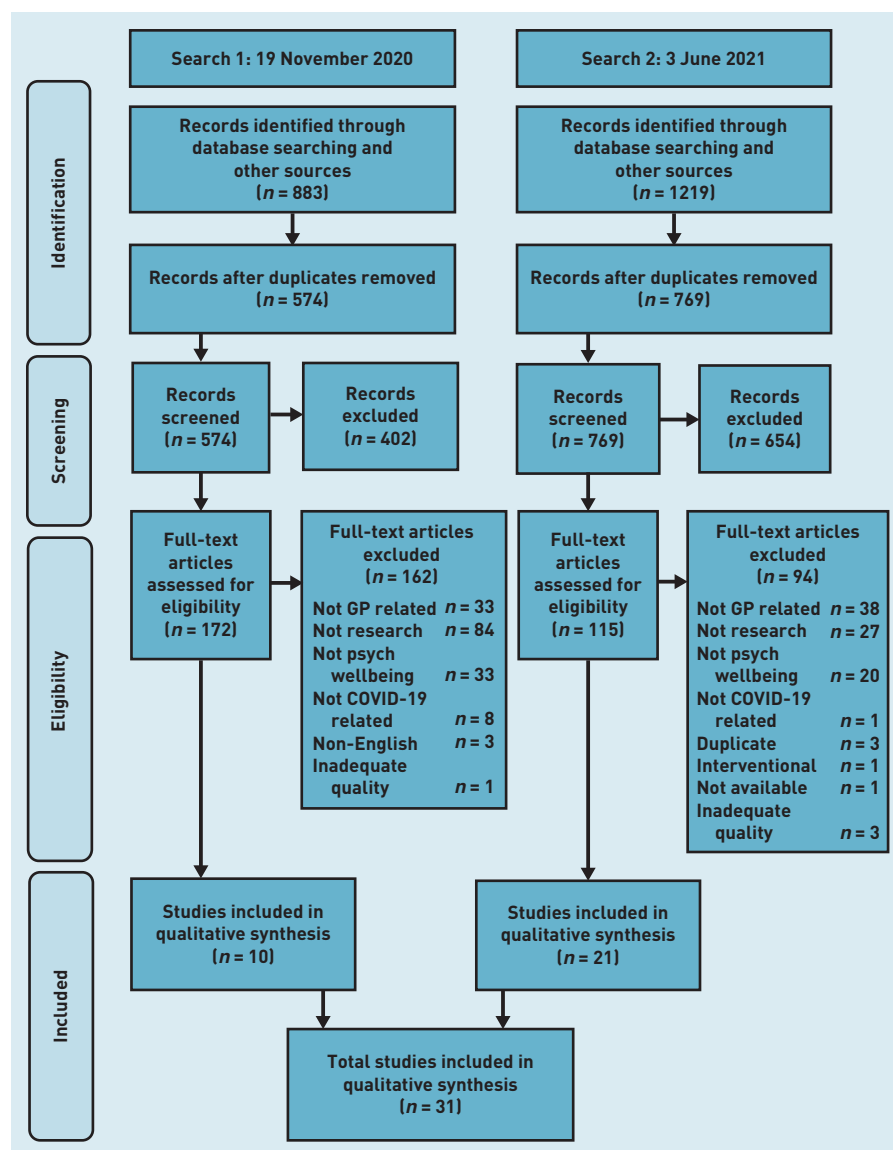 Search 1: 19 November 2020
Search 2: 3 June 2021
Identification
Records identified through
database searching and
other sources
(n = 883)
Records identified through
database searching and
other sources
(n = 1219)
Records after duplicates removed
(n = 574)
Records after duplicates removed
(n = 769)
Screening
Records
screened
(n = 574)
Records
excluded
(n = 402)
Records
screened
(n = 769)
Records
excluded
(n = 654)
Eligibility
Full-text
articles
assessed for
eligibility
(n = 172)
Full-text articles
excluded
(n = 162)
Not GP related n = 33
Not research n = 84
Not psych
wellbeing n = 33
Not COVID-19
related n = 8
Non-English n = 3
Inadequate
quality n = 1
Full-text
articles
assessed for
eligibility
(n = 115)
Full-text articles
excluded
(n = 94)
Not GP related n = 38
Not research n = 27
Not psych
wellbeing n = 20
Not COVID-19
related n = 1
Duplicate n = 3
Interventional n = 1
Not available n = 1
Inadequate
quality n = 3
Included
Studies included in
qualitative synthesis
(n = 10)
Studies included in
qualitative synthesis
(n = 21)
Total studies included in
qualitative synthesis
(n = 31)